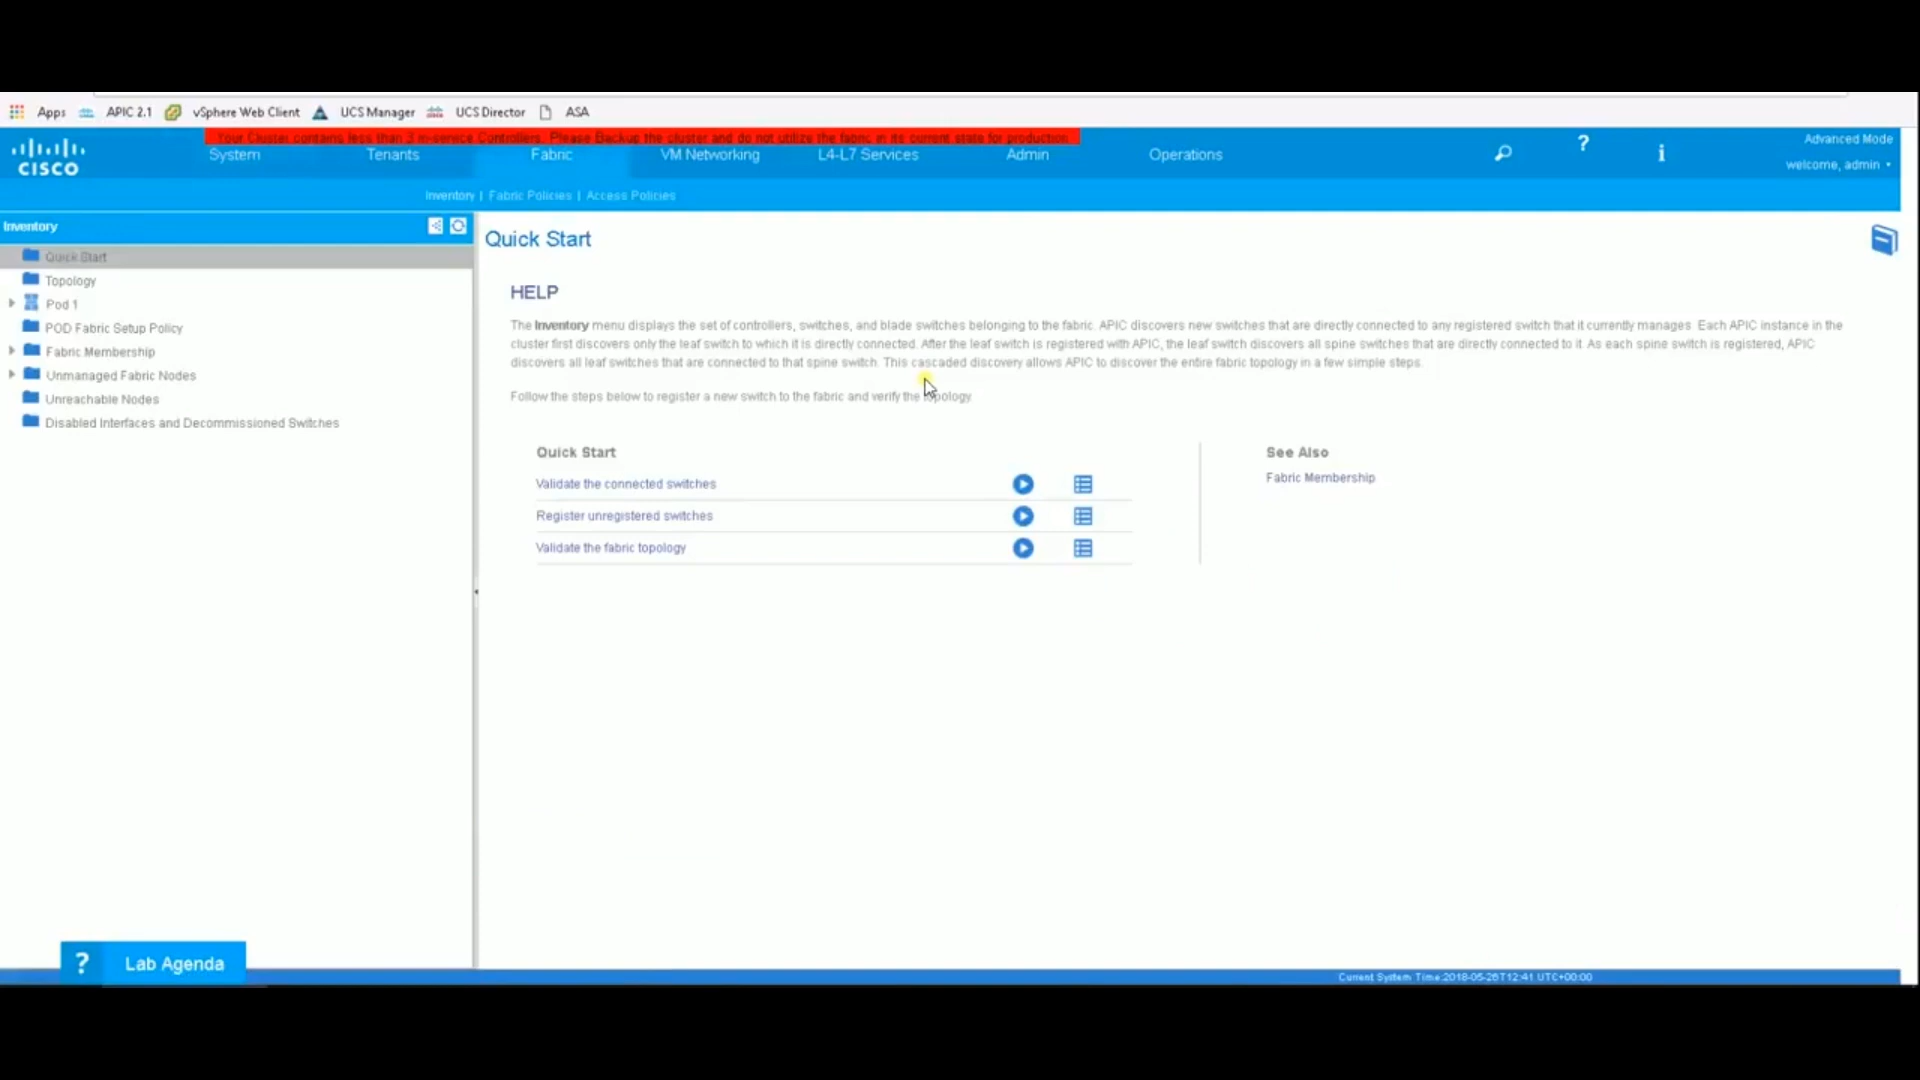 Apps APIC 2.1 vSphere Web Client UCS Manager UCS Director ASA
Your Cluster contains less than 3 in-service Controllers. Please Backup the cluster and do not utilize the fabric in its current state for production.
CISCO
System Tenants Fabric VM Networking L4-L7 Services Admin Operations
? i
Advanced Mode
welcome, admin
Inventory | Fabric Policies | Access Policies
Inventory
Quick Start
Topology
Pod 1
POD Fabric Setup Policy
Fabric Membership
Unmanaged Fabric Nodes
Unreachable Nodes
Disabled Interfaces and Decommissioned Switches
Quick Start
HELP
The Inventory menu displays the set of controllers, switches, and blade switches belonging to the fabric. APIC discovers new switches that are directly connected to any registered switch that it currently manages. Each APIC instance in the
cluster first discovers only the leaf switch to which it is directly connected. After the leaf switch is registered with APIC, the leaf switch discovers all spine switches that are directly connected to it. As each spine switch is registered, APIC
discovers all leaf switches that are connected to that spine switch. This cascaded discovery allows APIC to discover the entire fabric topology in a few simple steps.
Follow the steps below to register a new switch to the fabric and verify the topology.
Quick Start
Validate the connected switches
Register unregistered switches
Validate the fabric topology
See Also
Fabric Membership
? Lab Agenda
Current System Time:2018-05-26T12:41 UTC+00:00